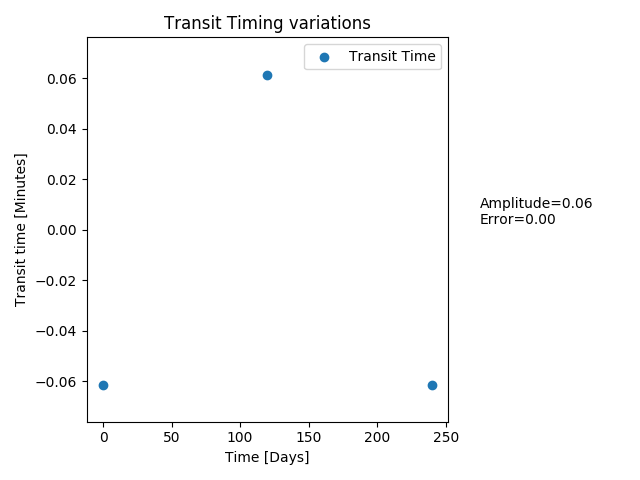 Transit Timing variations
Transit Time
0.06
0.04
0.02
0.00
−0.02
−0.04
−0.06
Transit time [Minutes]
Amplitude=0.06
Error=0.00
0
50
100
150
200
250
Time [Days]